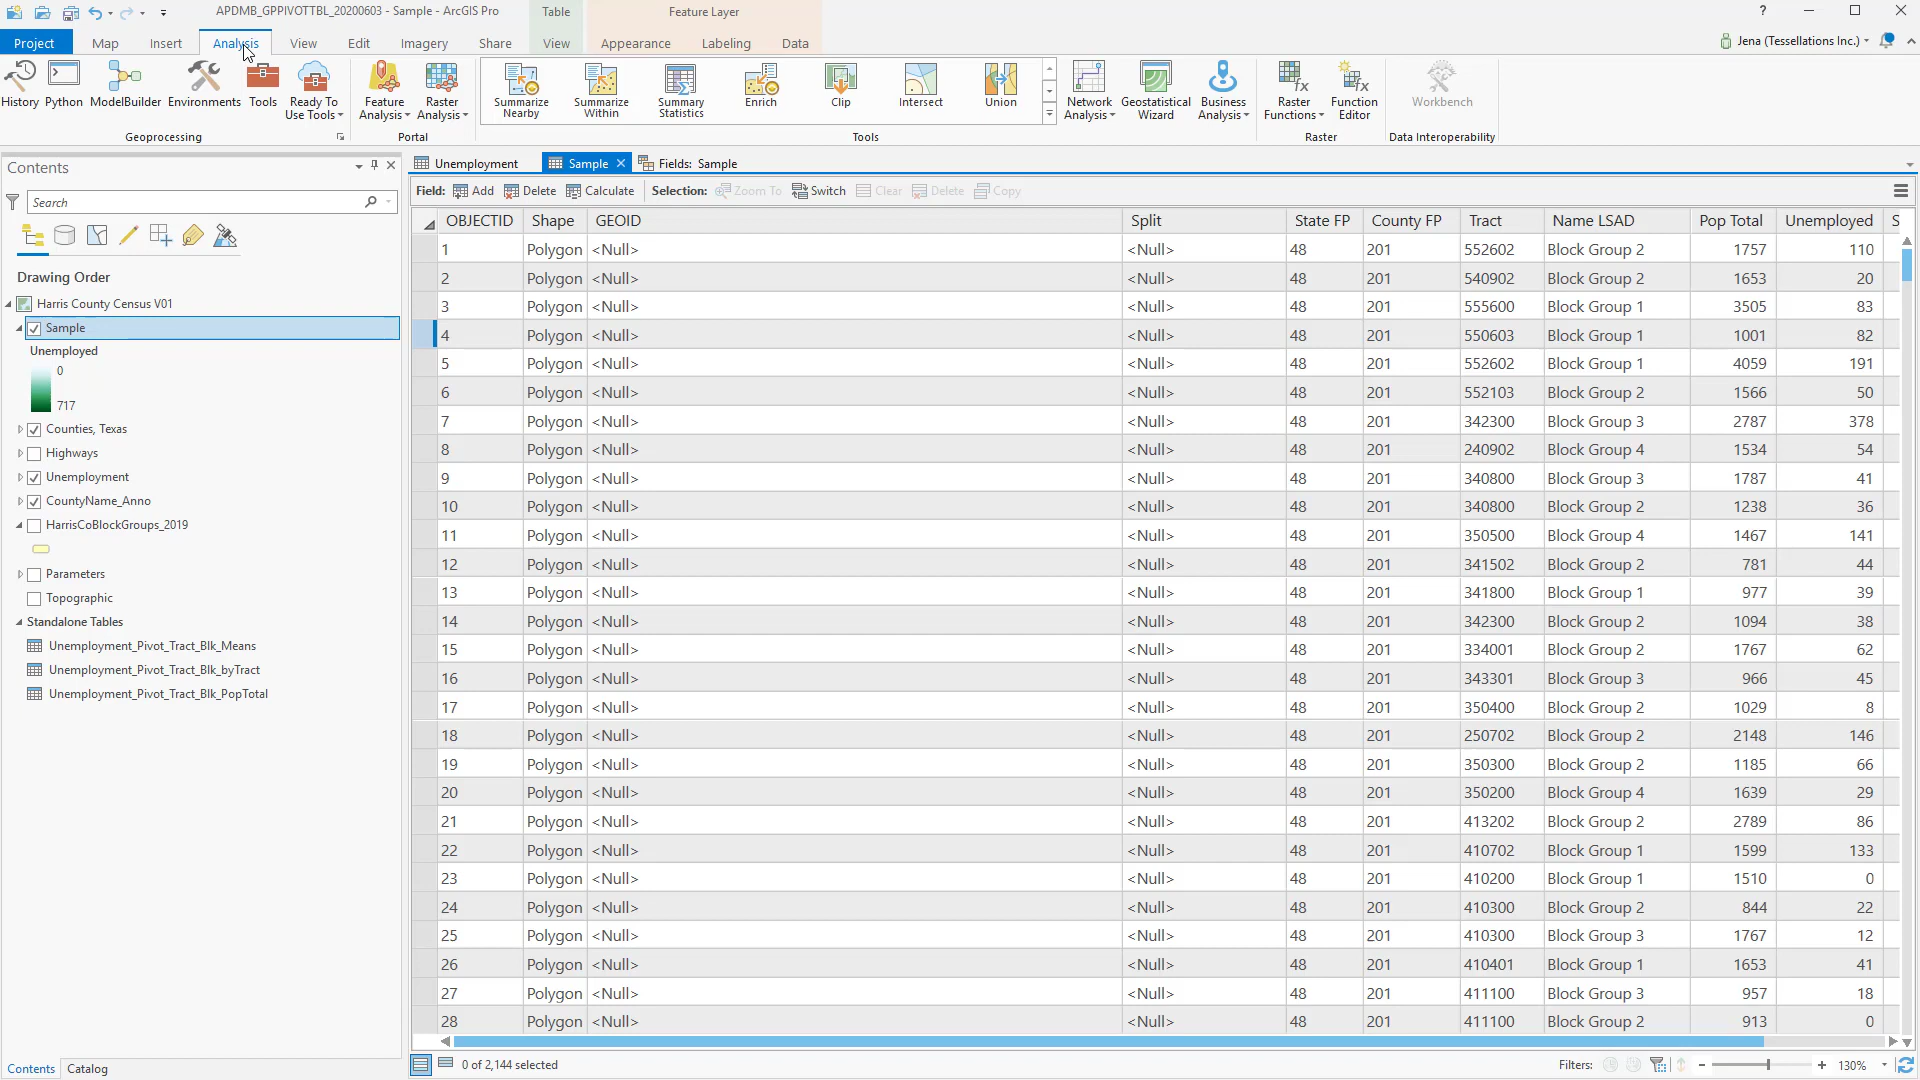 APDMB_GPPIVOTTBL_20200603 - Sample - ArcGIS Pro
Table
Feature Layer
?
Project Map Insert Analysis View Edit Imagery Share View Appearance Labeling Data
Jena (Tessellations Inc.)
History Python ModelBuilder Environments Tools Ready To Use Tools
Feature Analysis Raster Analysis
Summarize Nearby Summarize Within Summary Statistics Enrich Clip Intersect Union
Network Analysis Geostatistical Wizard Business Analysis Raster Functions Function Editor Workbench
Geoprocessing Portal Tools Raster Data Interoperability
Contents
Search
Drawing Order
Harris County Census V01
Sample
Unemployed
0
717
Counties, Texas
Highways
Unemployment
CountyName_Anno
HarrisCoBlockGroups_2019
Parameters
Topographic
Standalone Tables
Unemployment_Pivot_Tract_Blk_Means
Unemployment_Pivot_Tract_Blk_byTract
Unemployment_Pivot_Tract_Blk_PopTotal
Contents Catalog
Unemployment Sample Fields: Sample
Field: Add Delete Calculate Selection: Zoom To Switch Clear Delete Copy
OBJECTID Shape GEOID Split State FP County FP Tract Name LSAD Pop Total Unemployed S
1 Polygon <Null> <Null> 48 201 552602 Block Group 2 1757 110
2 Polygon <Null> <Null> 48 201 540902 Block Group 2 1653 20
3 Polygon <Null> <Null> 48 201 555600 Block Group 1 3505 83
4 Polygon <Null> <Null> 48 201 550603 Block Group 1 1001 82
5 Polygon <Null> <Null> 48 201 552602 Block Group 1 4059 191
6 Polygon <Null> <Null> 48 201 552103 Block Group 2 1566 50
7 Polygon <Null> <Null> 48 201 342300 Block Group 3 2787 378
8 Polygon <Null> <Null> 48 201 240902 Block Group 4 1534 54
9 Polygon <Null> <Null> 48 201 340800 Block Group 3 1787 41
10 Polygon <Null> <Null> 48 201 340800 Block Group 2 1238 36
11 Polygon <Null> <Null> 48 201 350500 Block Group 4 1467 141
12 Polygon <Null> <Null> 48 201 341502 Block Group 2 781 44
13 Polygon <Null> <Null> 48 201 341800 Block Group 1 977 39
14 Polygon <Null> <Null> 48 201 342300 Block Group 2 1094 38
15 Polygon <Null> <Null> 48 201 334001 Block Group 2 1767 62
16 Polygon <Null> <Null> 48 201 343301 Block Group 3 966 45
17 Polygon <Null> <Null> 48 201 350400 Block Group 2 1029 8
18 Polygon <Null> <Null> 48 201 250702 Block Group 2 2148 146
19 Polygon <Null> <Null> 48 201 350300 Block Group 2 1185 66
20 Polygon <Null> <Null> 48 201 350200 Block Group 4 1639 29
21 Polygon <Null> <Null> 48 201 413202 Block Group 2 2789 86
22 Polygon <Null> <Null> 48 201 410702 Block Group 1 1599 133
23 Polygon <Null> <Null> 48 201 410200 Block Group 1 1510 0
24 Polygon <Null> <Null> 48 201 410300 Block Group 2 844 22
25 Polygon <Null> <Null> 48 201 410300 Block Group 3 1767 12
26 Polygon <Null> <Null> 48 201 410401 Block Group 1 1653 41
27 Polygon <Null> <Null> 48 201 411100 Block Group 3 957 18
28 Polygon <Null> <Null> 48 201 411100 Block Group 2 913 0
0 of 2,144 selected
Filters: - + 130%